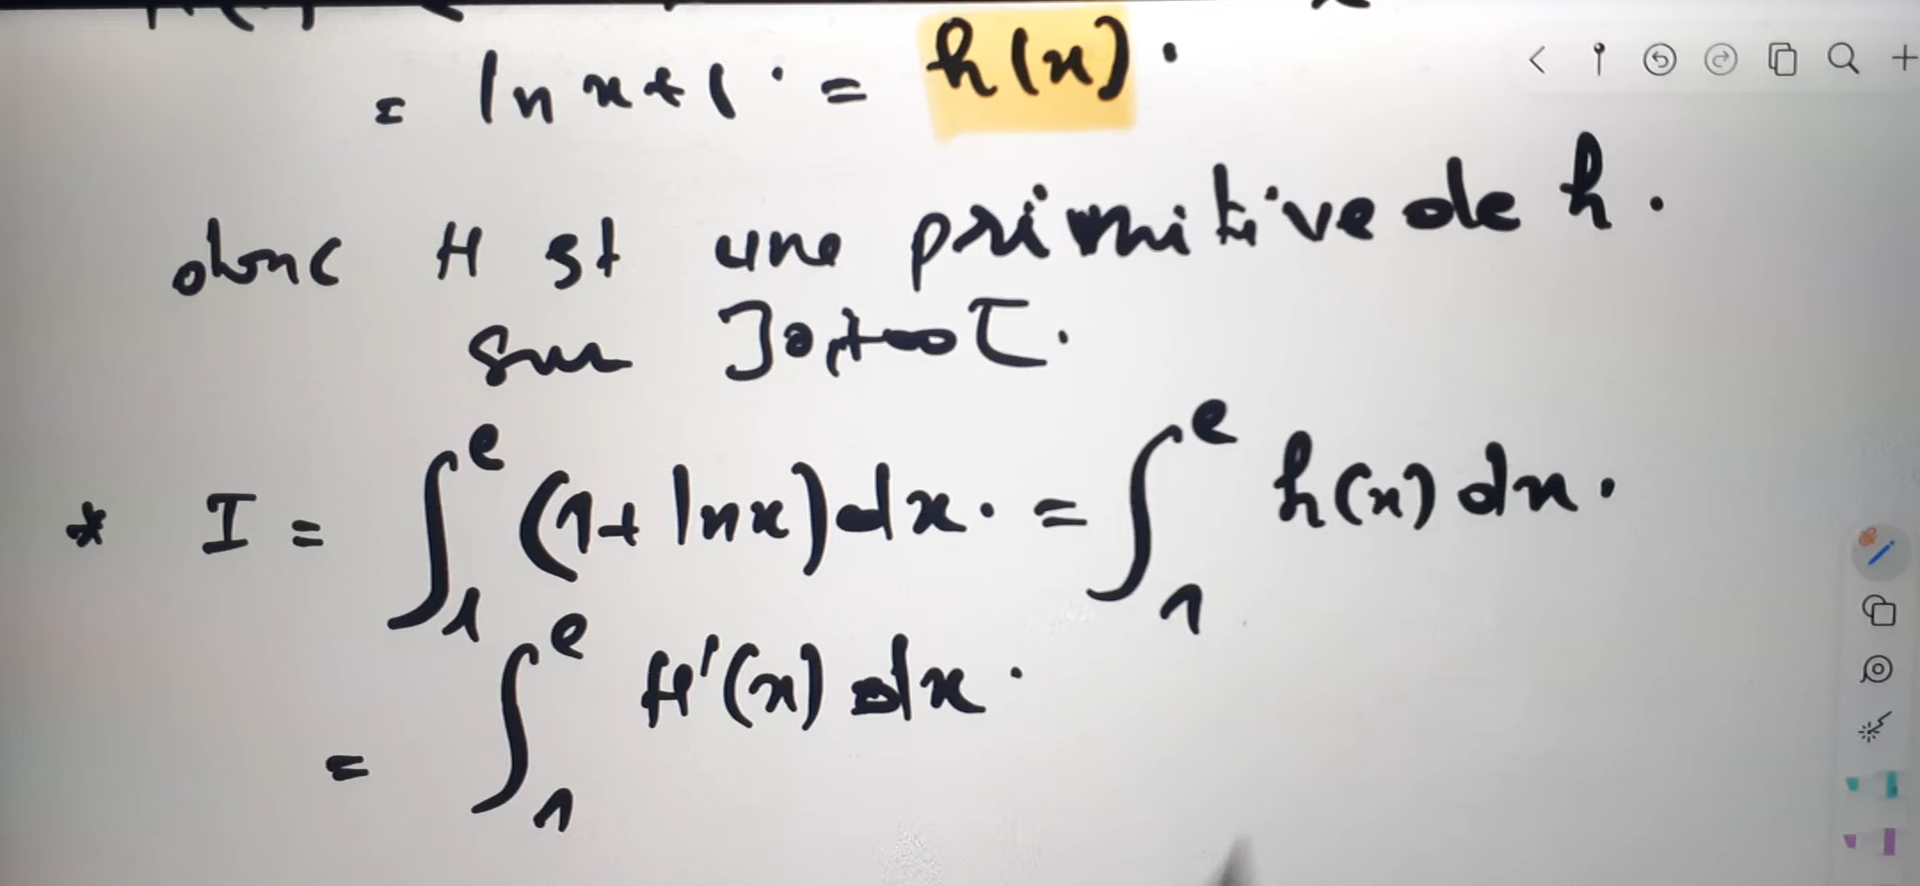 = ln x + 1 · = h(x).
donc H st une primitive de h.
sur ]0,+∞[.
* I = ∫₁ᵉ (1 + ln x) dx. = ∫₁ᵉ h(x) dx.
= ∫₁ᵉ H'(x) dx.